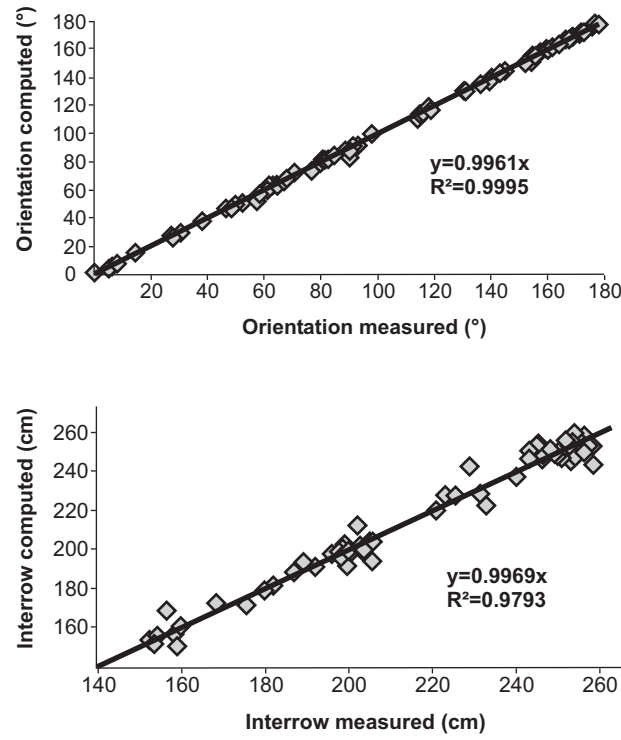 Orientation computed (°)
180
160
140
120
100
80
60
40
20
0
y=0.9961x
R²=0.9995
20 40 60 80 100 120 140 160 180
Orientation measured (°)
Interrow computed (cm)
260
240
220
200
180
160
y=0.9969x
R²=0.9793
140 160 180 200 220 240 260
Interrow measured (cm)